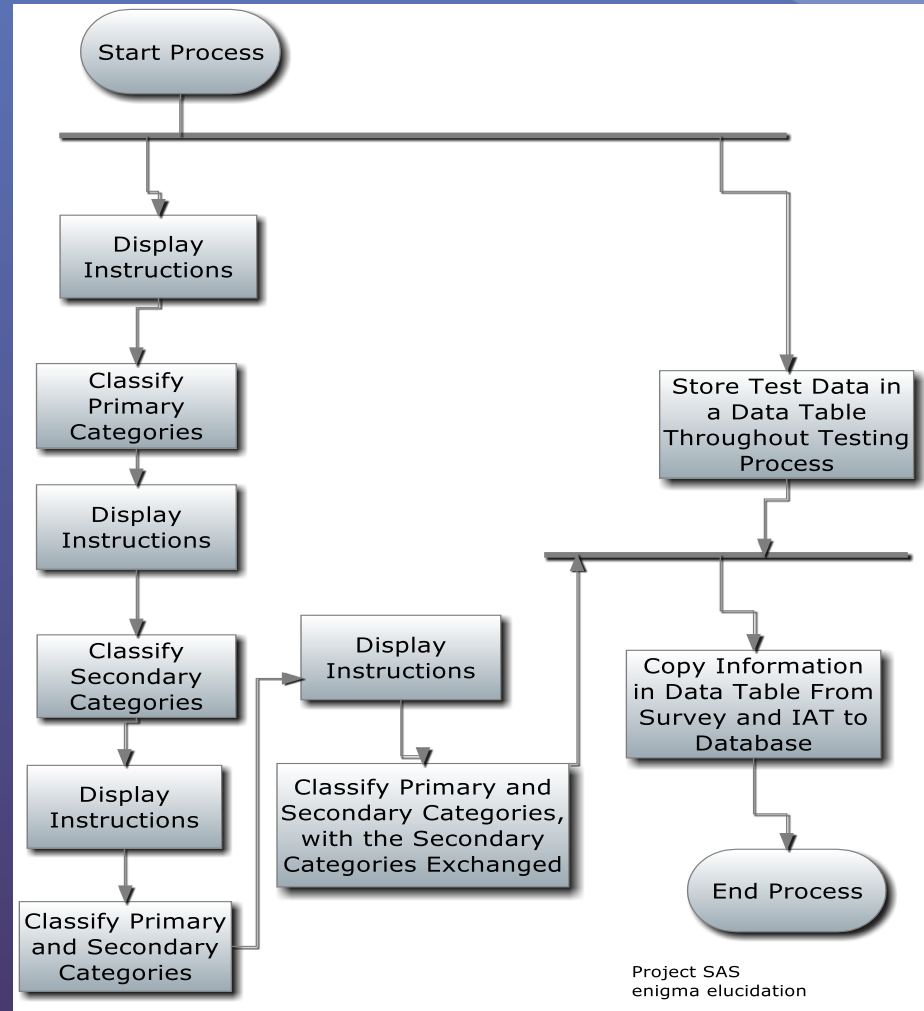 Start Process
Display
Instructions
Classify
Primary
Categories
Display
Instructions
Classify
Secondary
Categories
Display
Instructions
Classify Primary
and Secondary
Categories
Display
Instructions
Classify Primary and
Secondary Categories,
with the Secondary
Categories Exchanged
Store Test Data in
a Data Table
Throughout Testing
Process
Copy Information
in Data Table From
Survey and IAT to
Database
End Process
Project SAS
enigma elucidation